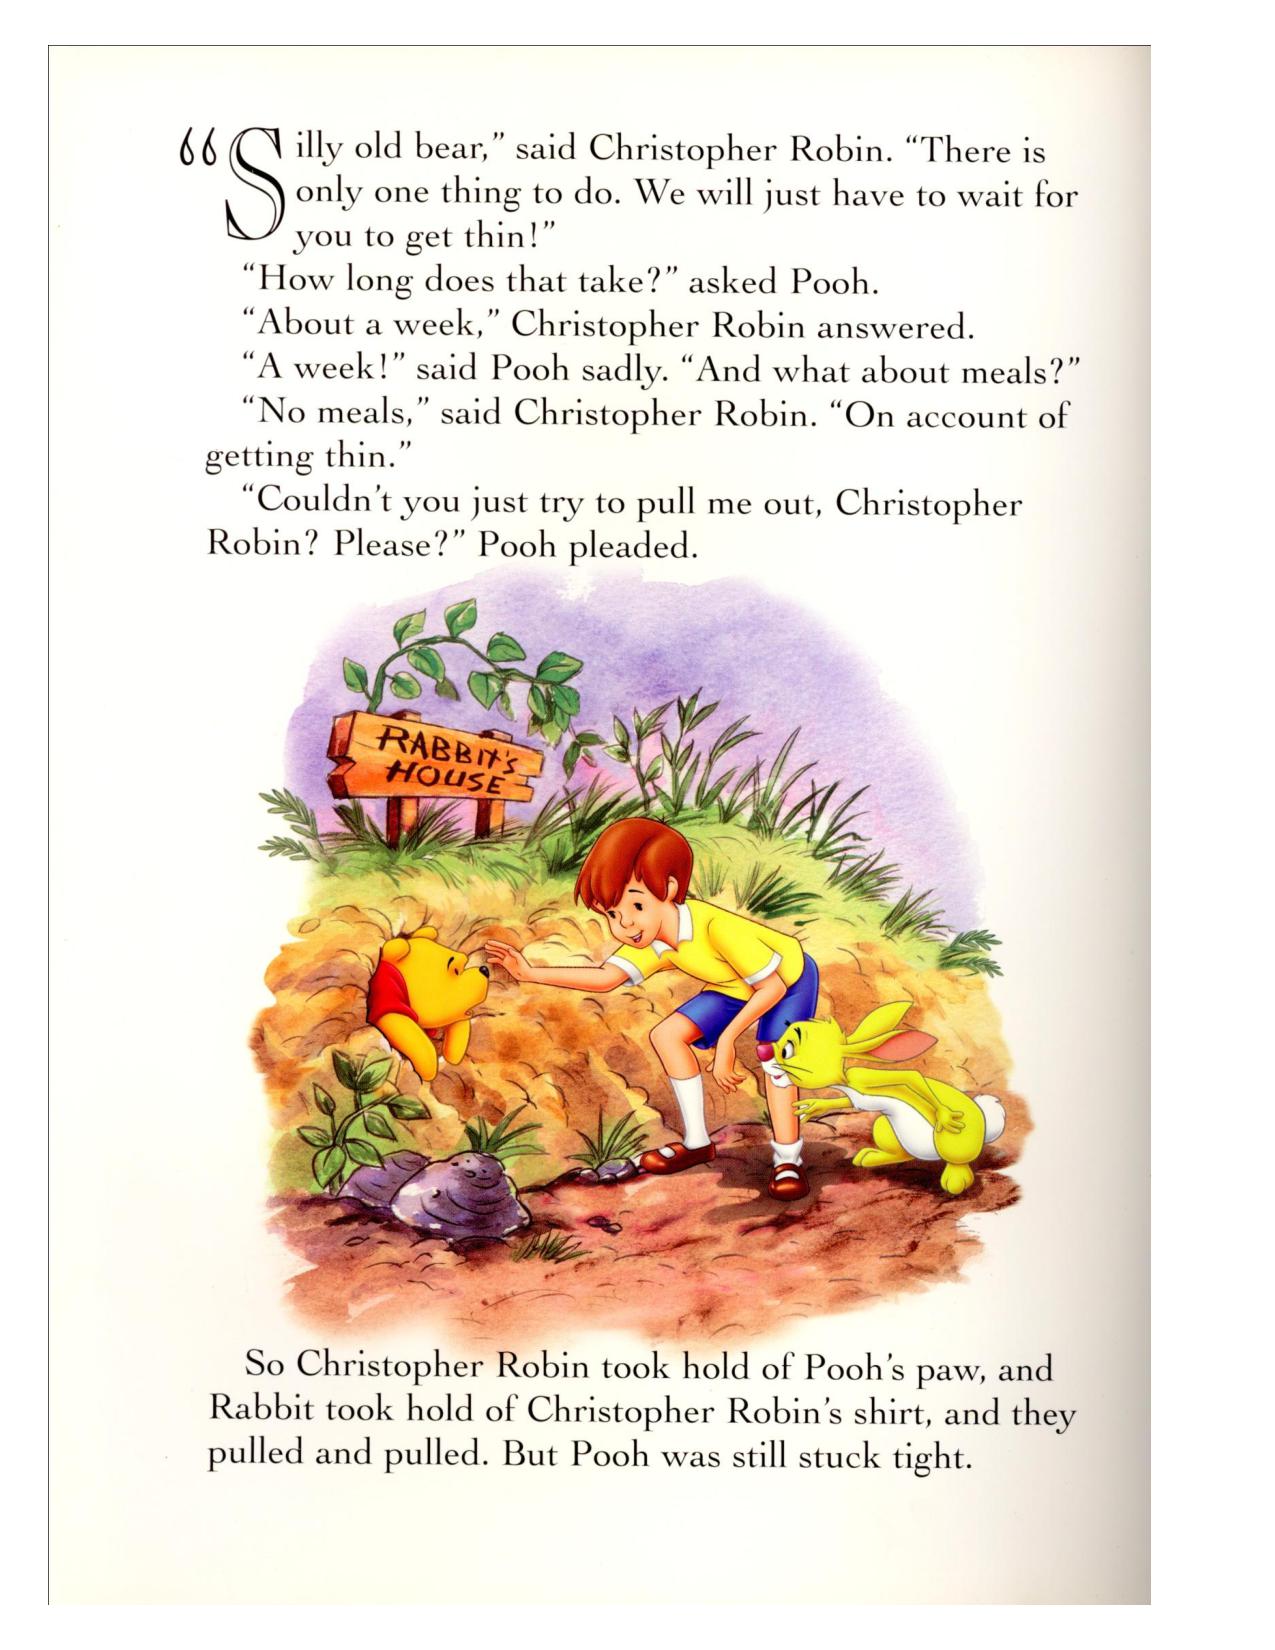 “Silly old bear,” said Christopher Robin. “There is
only one thing to do. We will just have to wait for
you to get thin!”
“How long does that take?” asked Pooh.
“About a week,” Christopher Robin answered.
“A week!” said Pooh sadly. “And what about meals?”
“No meals,” said Christopher Robin. “On account of
getting thin.”
“Couldn’t you just try to pull me out, Christopher
Robin? Please?” Pooh pleaded.
RABBIT’S
HOUSE
So Christopher Robin took hold of Pooh’s paw, and
Rabbit took hold of Christopher Robin’s shirt, and they
pulled and pulled. But Pooh was still stuck tight.